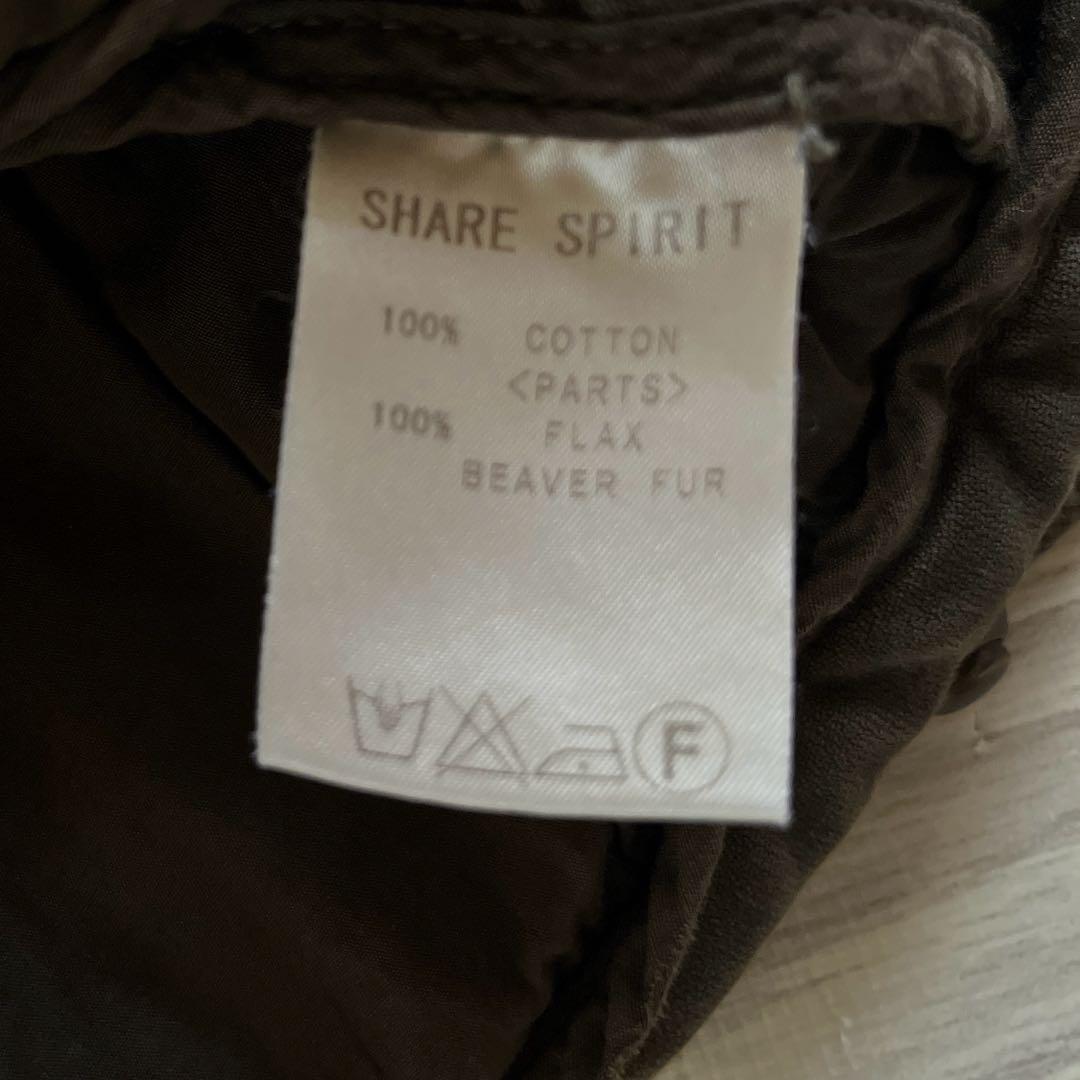 SHARE SPIRIT
100% COTTON
<PARTS>
100% FLAX
BEAVER FUR
F